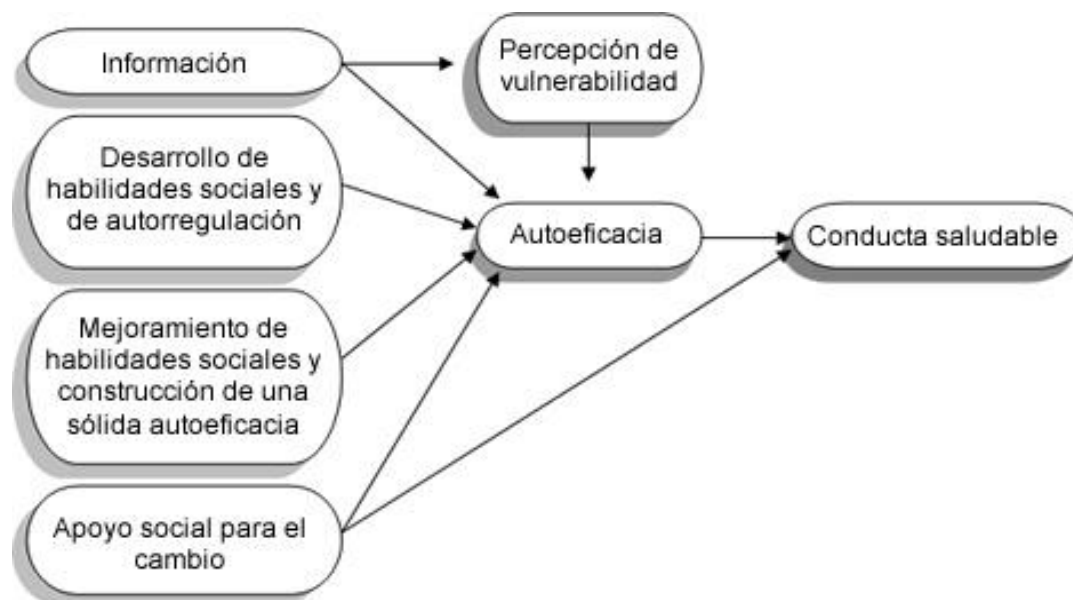 Información
Percepción de
vulnerabilidad
Desarrollo de
habilidades sociales y
de autorregulación
Autoeficacia
Conducta saludable
Mejoramiento de
habilidades sociales y
construcción de una
sólida autoeficacia
Apoyo social para el
cambio